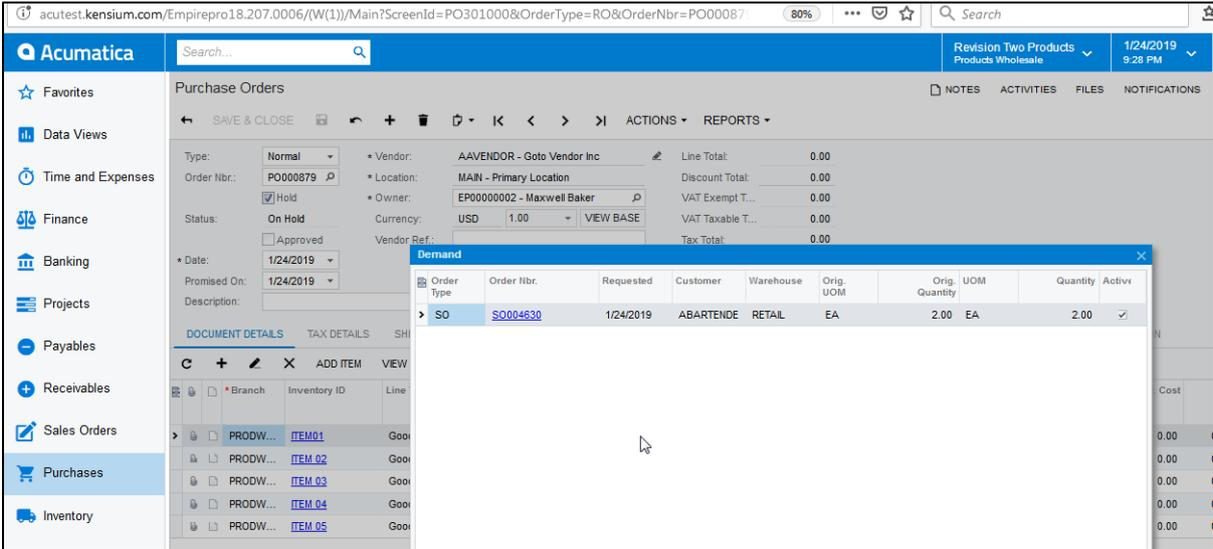 acutest.kensium.com/Empirepro18.207.0006/(W(1))/Main?ScreenId=PO301000&OrderType=RO&OrderNbr=PO00087 80% Search
Acumatica Search... Revision Two Products 1/24/2019
Products Wholesale 9:28 PM
Favorites Purchase Orders NOTES ACTIVITIES FILES NOTIFICATIONS
SAVE & CLOSE ACTIONS REPORTS
Data Views
Type: Normal * Vendor: AAVENDOR - Goto Vendor Inc Line Total: 0.00
Time and Expenses Order Nbr.: PO000879 * Location: MAIN - Primary Location Discount Total: 0.00
Hold * Owner: EP00000002 - Maxwell Baker VAT Exempt T... 0.00
Finance Status: On Hold Currency: USD 1.00 VIEW BASE VAT Taxable T... 0.00
Approved Vendor Ref.: Tax Total: 0.00
Banking * Date: 1/24/2019 Demand
Promised On: 1/24/2019 Order Type Order Nbr. Requested Customer Warehouse Orig. UOM Orig. Quantity UOM Quantity Active
Projects Description:
SO SO004630 1/24/2019 ABARTENDE RETAIL EA 2.00 EA 2.00
DOCUMENT DETAILS TAX DETAILS SHI N
Payables
ADD ITEM VIEW
Receivables * Branch Inventory ID Line Cost
Sales Orders PRODW... ITEM01 Goo 0.00
PRODW... ITEM 02 Goo 0.00
Purchases PRODW... ITEM 03 Goo 0.00
PRODW... ITEM 04 Goo 0.00
Inventory PRODW... ITEM 05 Goo 0.00